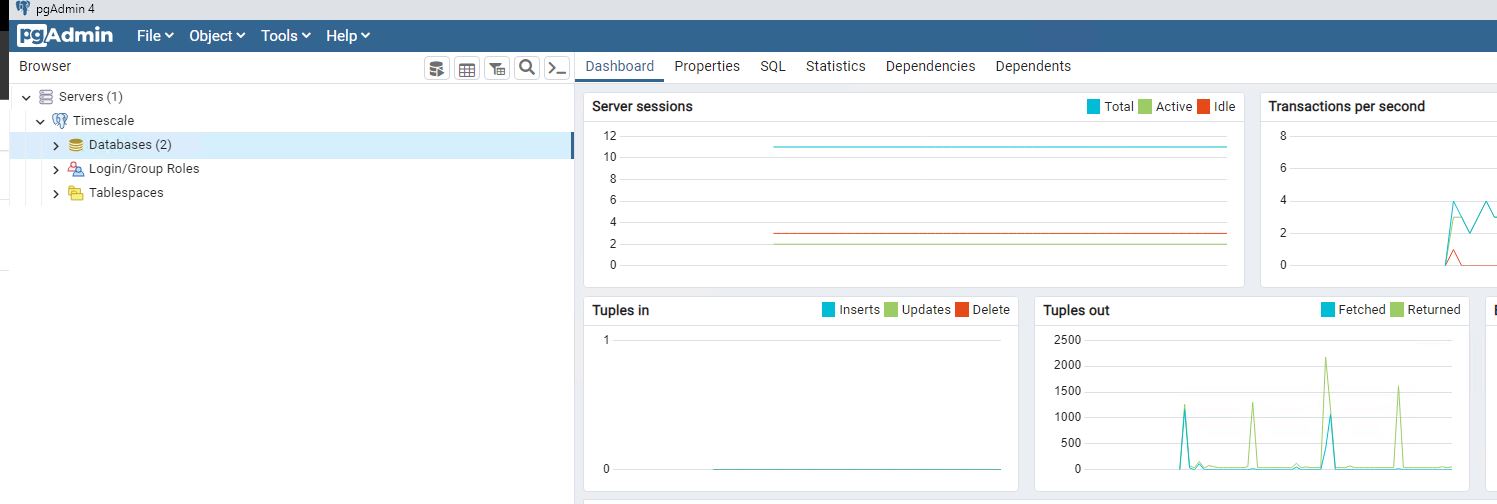 pgAdmin 4
pgAdmin File Object Tools Help
Browser
Dashboard Properties SQL Statistics Dependencies Dependents
Servers (1)
Timescale
Databases (2)
Login/Group Roles
Tablespaces
Server sessions Total Active Idle
12
10
8
6
4
2
0
Transactions per second
8
6
4
2
0
Tuples in Inserts Updates Delete
1
0
Tuples out Fetched Returned
2500
2000
1500
1000
500
0